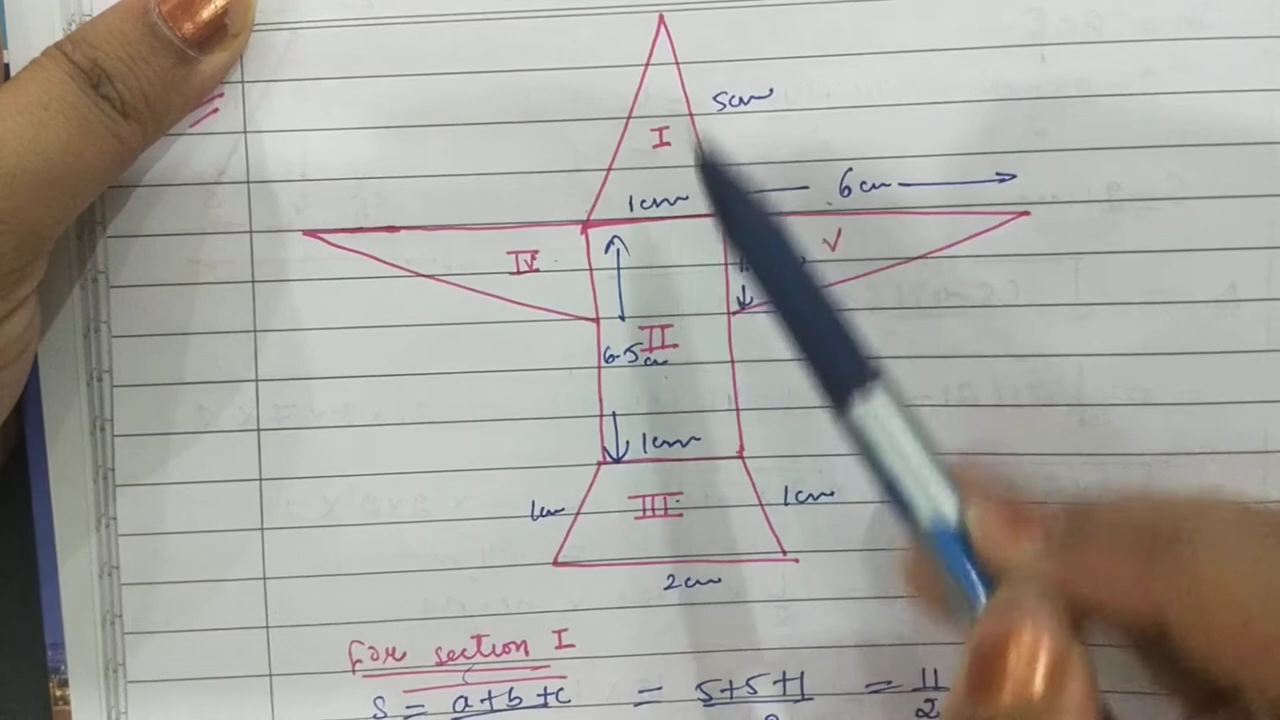 5cm
I
6cm
1cm
IV
V
II
6.5cm
1cm
1cm
III
1cm
2cm
For section I
S = a+b+c = 5+5+1 = 11
2